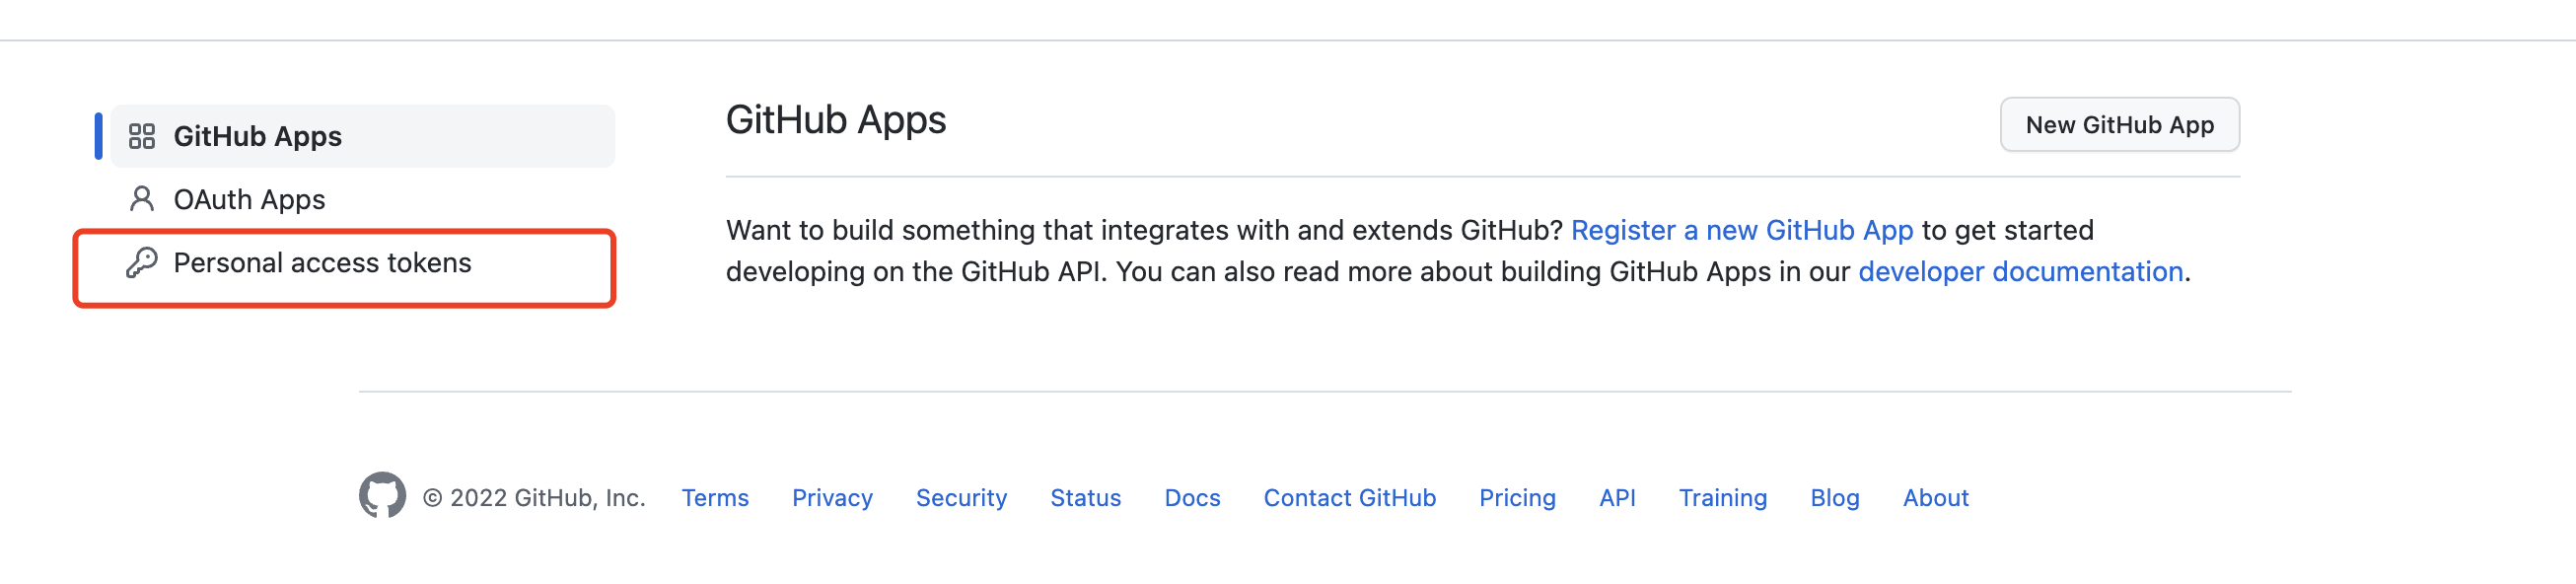 GitHub Apps
OAuth Apps
Personal access tokens
GitHub Apps
New GitHub App
Want to build something that integrates with and extends GitHub? Register a new GitHub App to get started
developing on the GitHub API. You can also read more about building GitHub Apps in our developer documentation.
© 2022 GitHub, Inc. Terms Privacy Security Status Docs Contact GitHub Pricing API Training Blog About